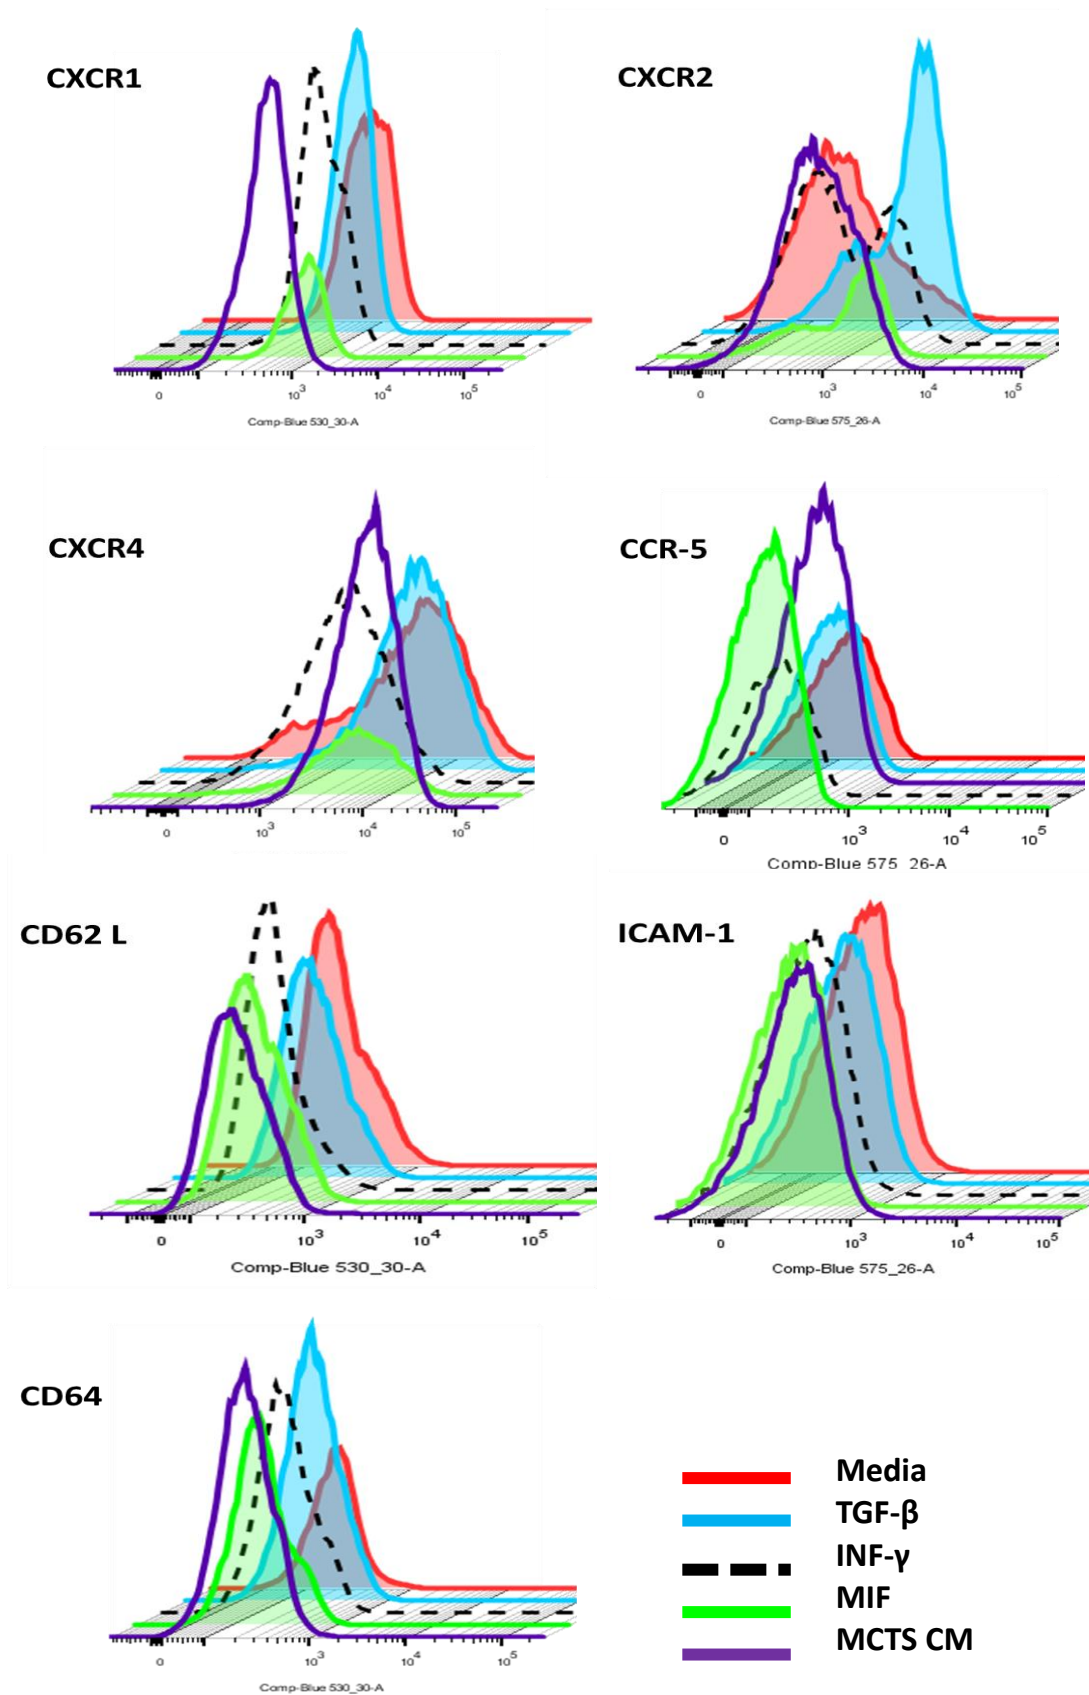 CXCR1
0 10³ 10⁴ 10⁵
Comp-Blue 530_30-A
CXCR2
0 10³ 10⁴ 10⁵
Comp-Blue 575_26-A
CXCR4
0 10³ 10⁴ 10⁵
CCR-5
0 10³ 10⁴ 10⁵
Comp-Blue 575 26-A
CD62 L
0 10³ 10⁴ 10⁵
Comp-Blue 530_30-A
ICAM-1
0 10³ 10⁴ 10⁵
Comp-Blue 575_26-A
CD64
0 10³ 10⁴ 10⁵
Comp-Blue 530_30-A
Media
TGF-β
INF-γ
MIF
MCTS CM